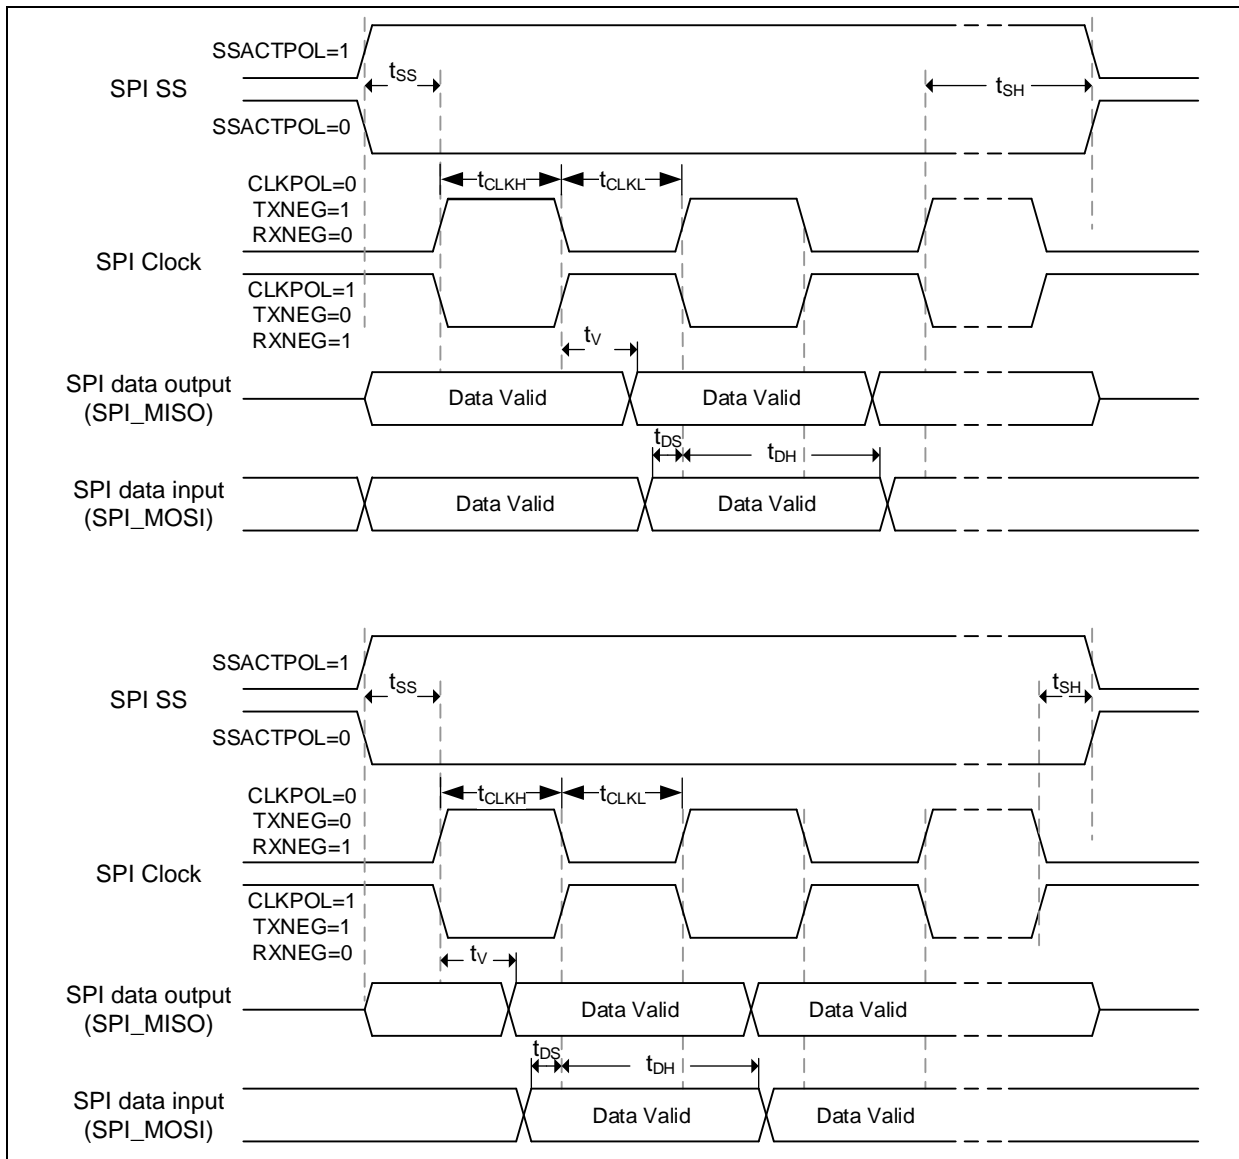 SSACTPOL=1
SPI SS
tSS
tSH
SSACTPOL=0
CLKPOL=0
TXNEG=1
RXNEG=0
tCLKH
tCLKL
SPI Clock
CLKPOL=1
TXNEG=0
RXNEG=1
tV
SPI data output
(SPI_MISO)
Data Valid
Data Valid
tDS
tDH
SPI data input
(SPI_MOSI)
Data Valid
Data Valid
SSACTPOL=1
SPI SS
tSS
tSH
SSACTPOL=0
CLKPOL=0
TXNEG=0
RXNEG=1
tCLKH
tCLKL
SPI Clock
CLKPOL=1
TXNEG=1
RXNEG=0
tV
SPI data output
(SPI_MISO)
Data Valid
Data Valid
tDS
tDH
SPI data input
(SPI_MOSI)
Data Valid
Data Valid